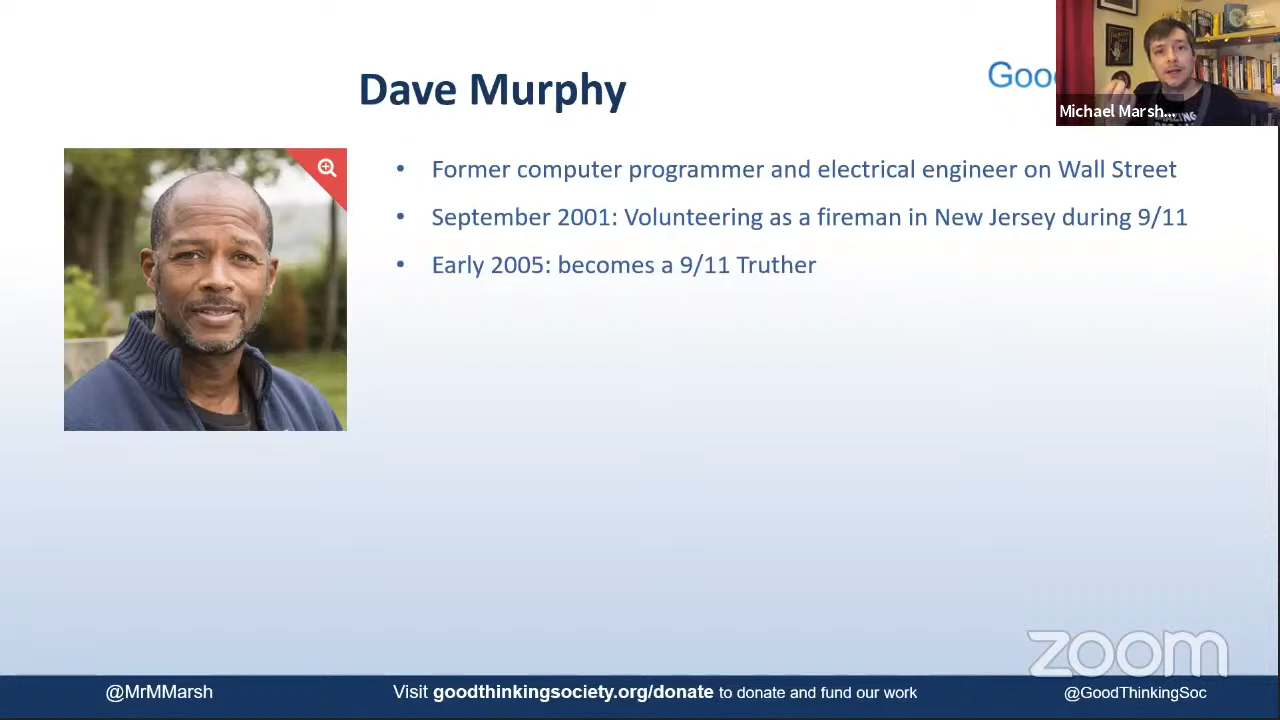 Dave Murphy
Goo
Michael Marsh...
• Former computer programmer and electrical engineer on Wall Street
• September 2001: Volunteering as a fireman in New Jersey during 9/11
• Early 2005: becomes a 9/11 Truther
zoom
@MrMMarsh
Visit goodthinkingsociety.org/donate to donate and fund our work
@GoodThinkingSoc